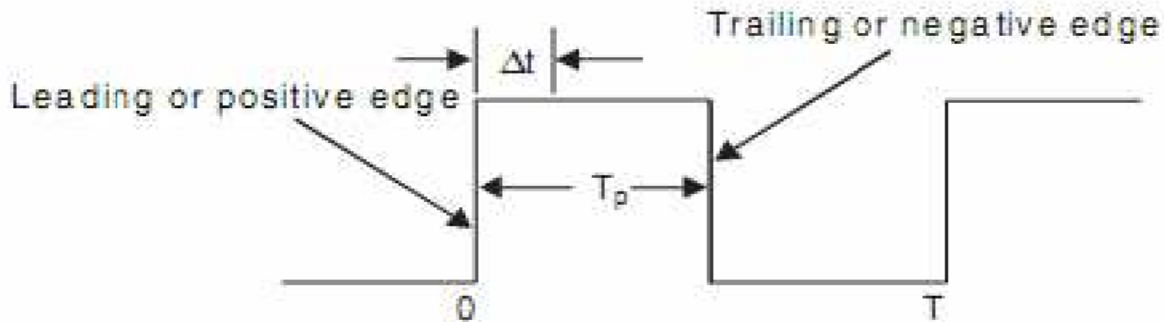 Trailing or negative edge
Δt
Leading or positive edge
Tp
0
T